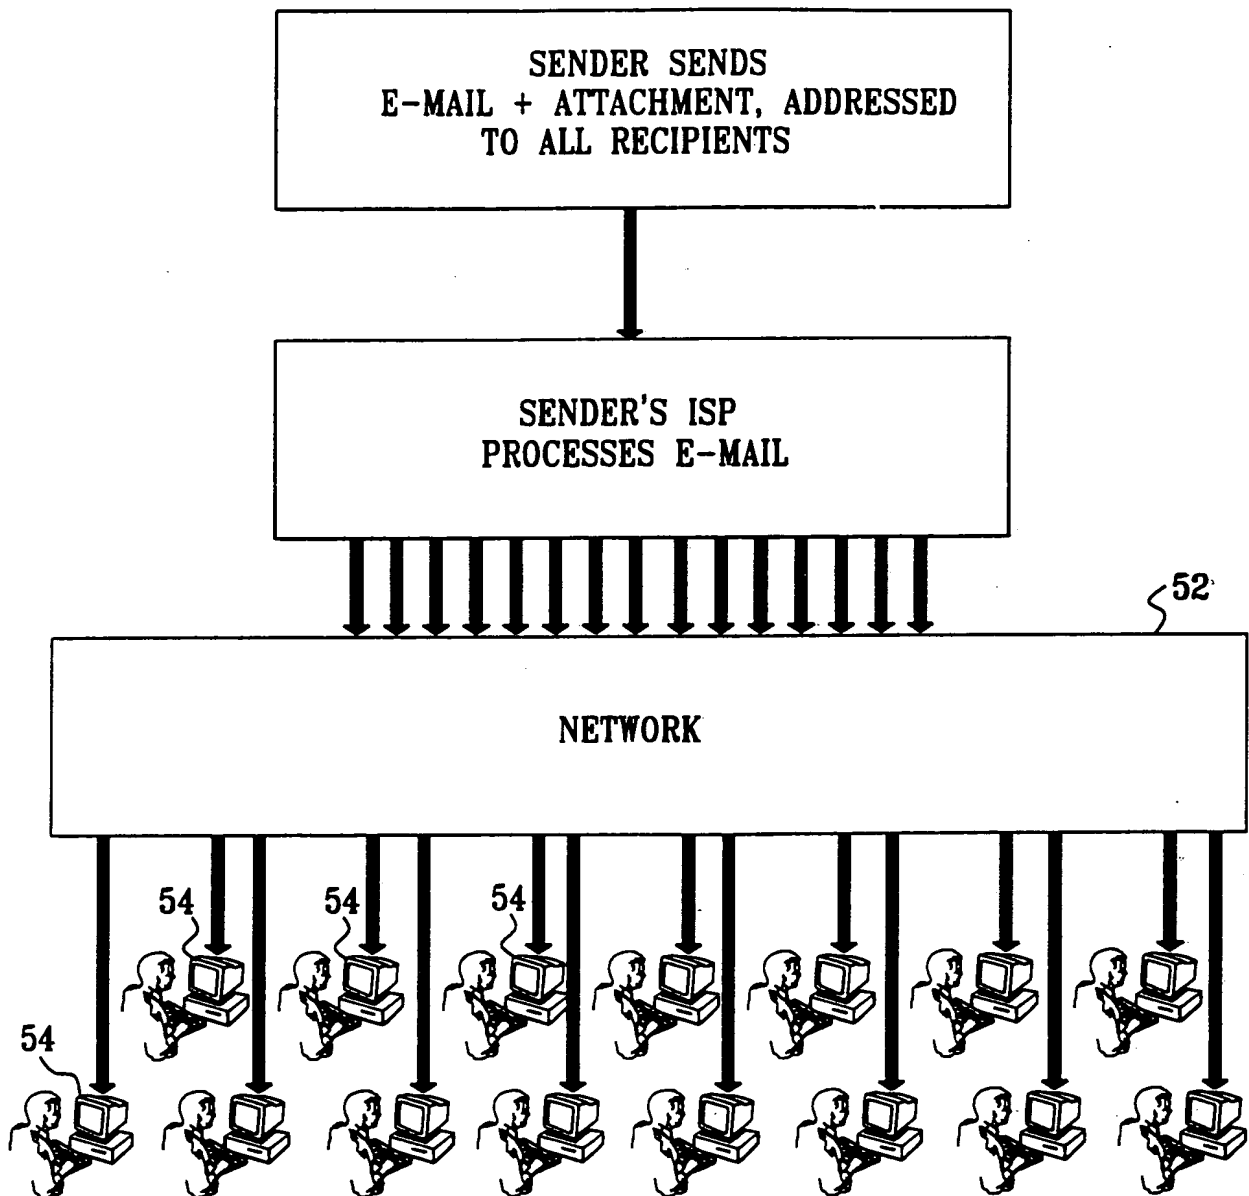 SENDER SENDS
E-MAIL + ATTACHMENT, ADDRESSED
TO ALL RECIPIENTS
SENDER'S ISP
PROCESSES E-MAIL
52
NETWORK
54
54
54
54